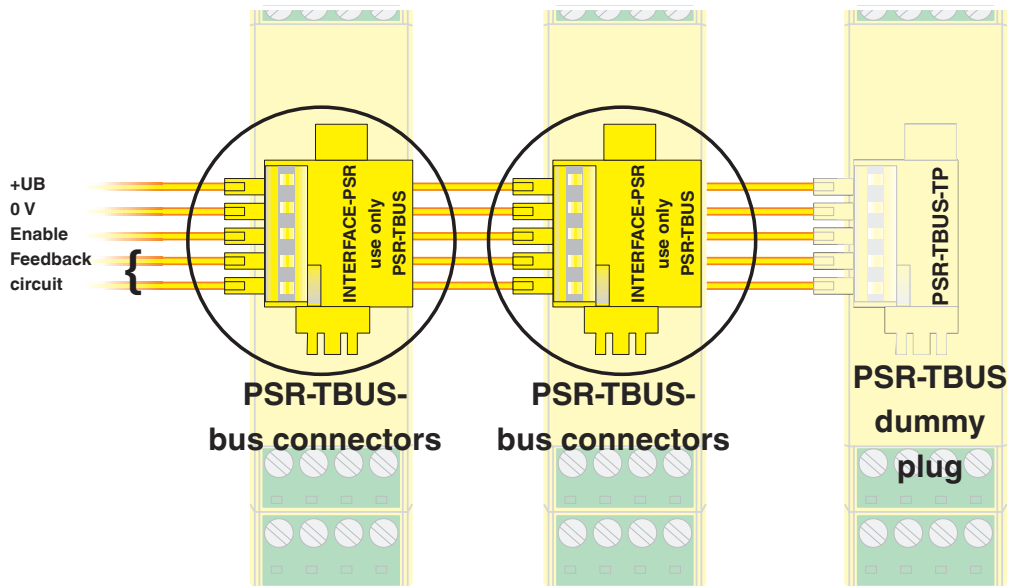 +UB
0 V
Enable
Feedback
circuit
{
INTERFACE-PSR
use only
PSR-TBUS
INTERFACE-PSR
use only
PSR-TBUS
PSR-TBUS-TP
PSR-TBUS-
bus connectors
PSR-TBUS-
bus connectors
PSR-TBUS
dummy
plug